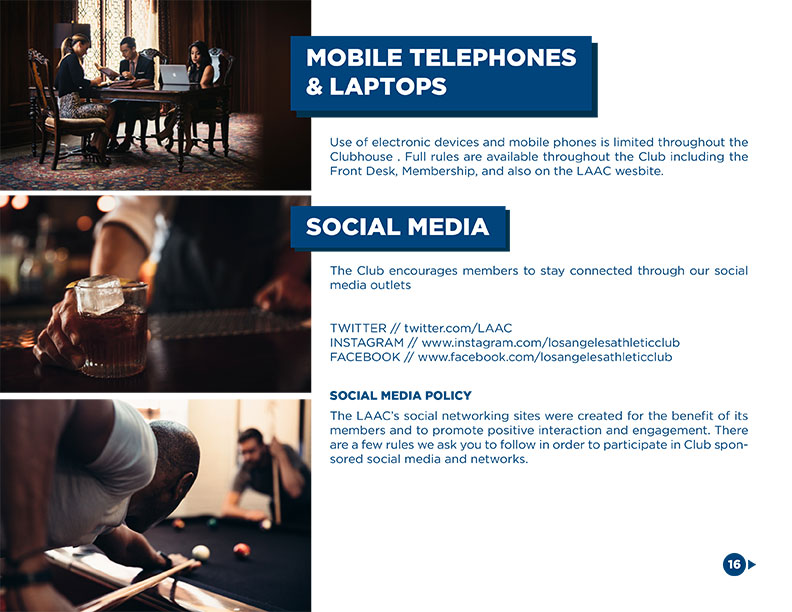 MOBILE TELEPHONES
& LAPTOPS
Use of electronic devices and mobile phones is limited throughout the
Clubhouse . Full rules are available throughout the Club including the
Front Desk, Membership, and also on the LAAC wesbite.
SOCIAL MEDIA
The Club encourages members to stay connected through our social
media outlets
TWITTER // twitter.com/LAAC
INSTAGRAM // www.instagram.com/losangelesathleticclub
FACEBOOK // www.facebook.com/losangelesathleticclub
SOCIAL MEDIA POLICY
The LAAC’s social networking sites were created for the benefit of its
members and to promote positive interaction and engagement. There
are a few rules we ask you to follow in order to participate in Club spon-
sored social media and networks.
16